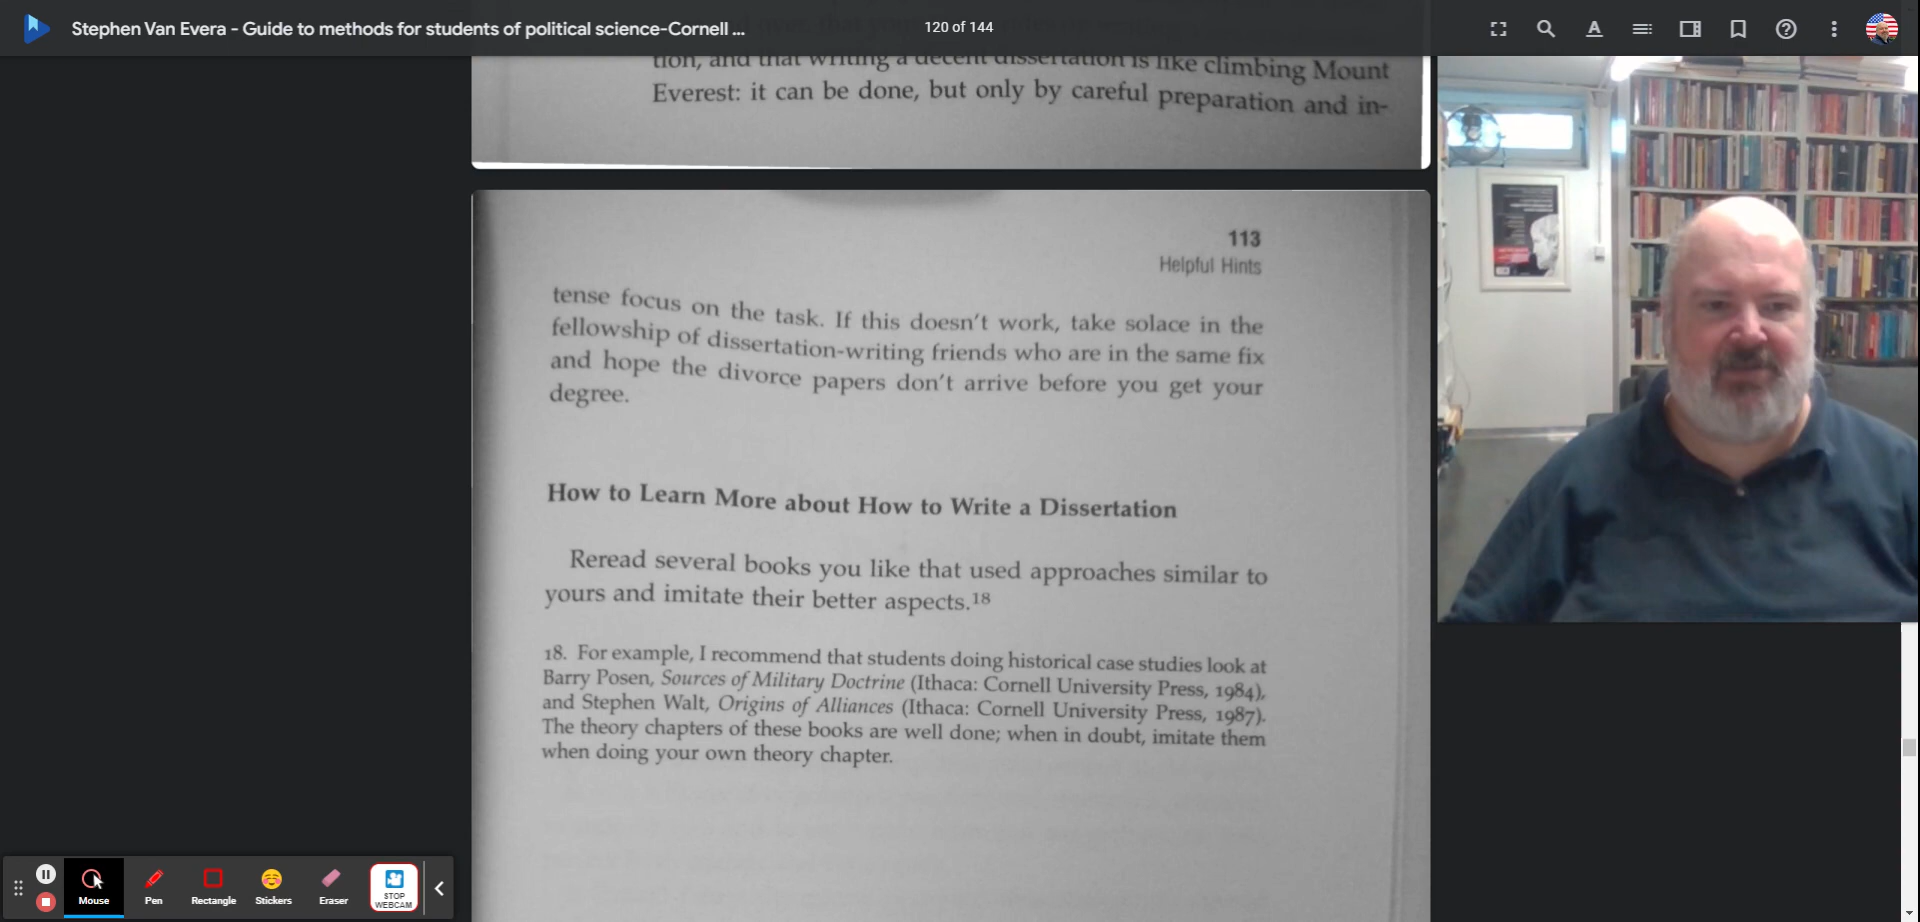 Stephen Van Evera - Guide to methods for students of political science-Cornell ...
120 of 144
tion, and that writing a decent dissertation is like climbing Mount
Everest: it can be done, but only by careful preparation and in-
113
Helpful Hints
tense focus on the task. If this doesn't work, take solace in the
fellowship of dissertation-writing friends who are in the same fix
and hope the divorce papers don't arrive before you get your
degree.
How to Learn More about How to Write a Dissertation
Reread several books you like that used approaches similar to
yours and imitate their better aspects.18
18. For example, I recommend that students doing historical case studies look at
Barry Posen, Sources of Military Doctrine (Ithaca: Cornell University Press, 1984),
and Stephen Walt, Origins of Alliances (Ithaca: Cornell University Press, 1987).
The theory chapters of these books are well done; when in doubt, imitate them
when doing your own theory chapter.
Mouse
Pen
Rectangle
Stickers
Eraser
STOP
WEBCAM